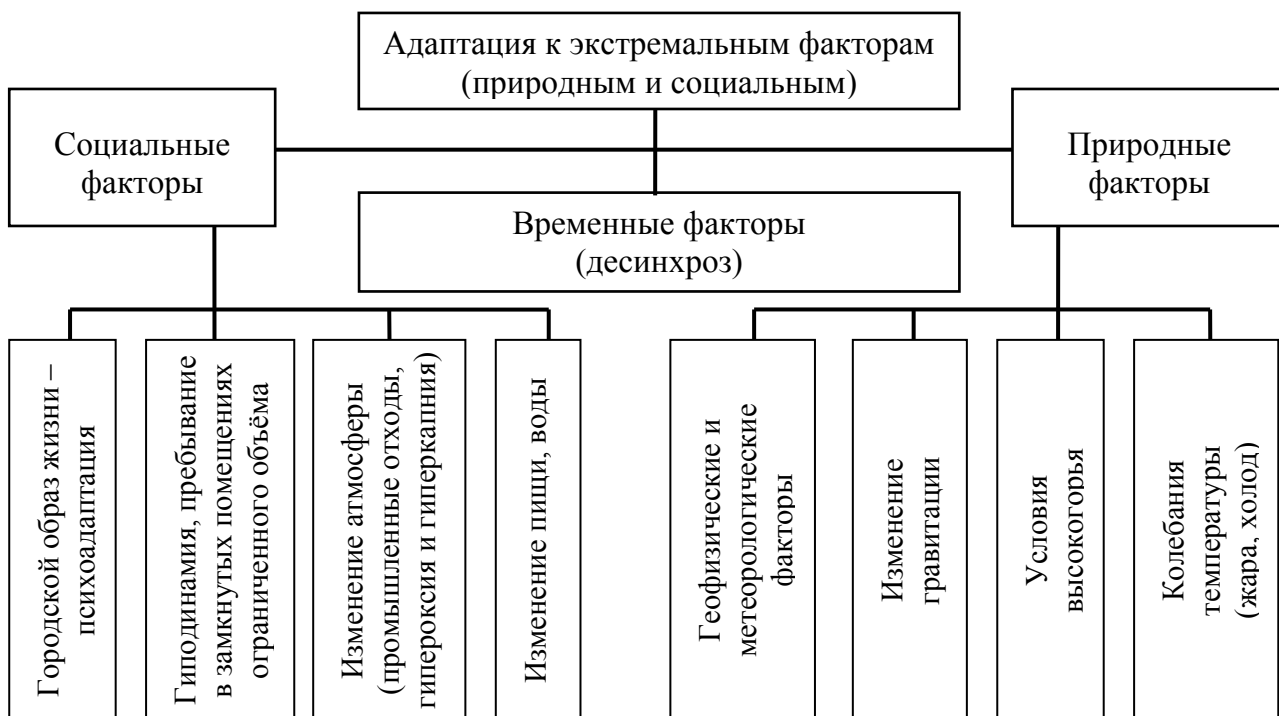 Адаптация к экстремальным факторам
(природным и социальным)
Социальные
факторы
Природные
факторы
Временные факторы
(десинхроз)
Городской образ жизни –
психоадаптация
Гиподинамия, пребывание
в замкнутых помещениях
ограниченного объёма
Изменение атмосферы
(промышленные отходы,
гипероксия и гиперкапния)
Изменение пищи, воды
Геофизические и
метеорологические
факторы
Изменение
гравитации
Условия
высокогорья
Колебания
температуры
(жара, холод)